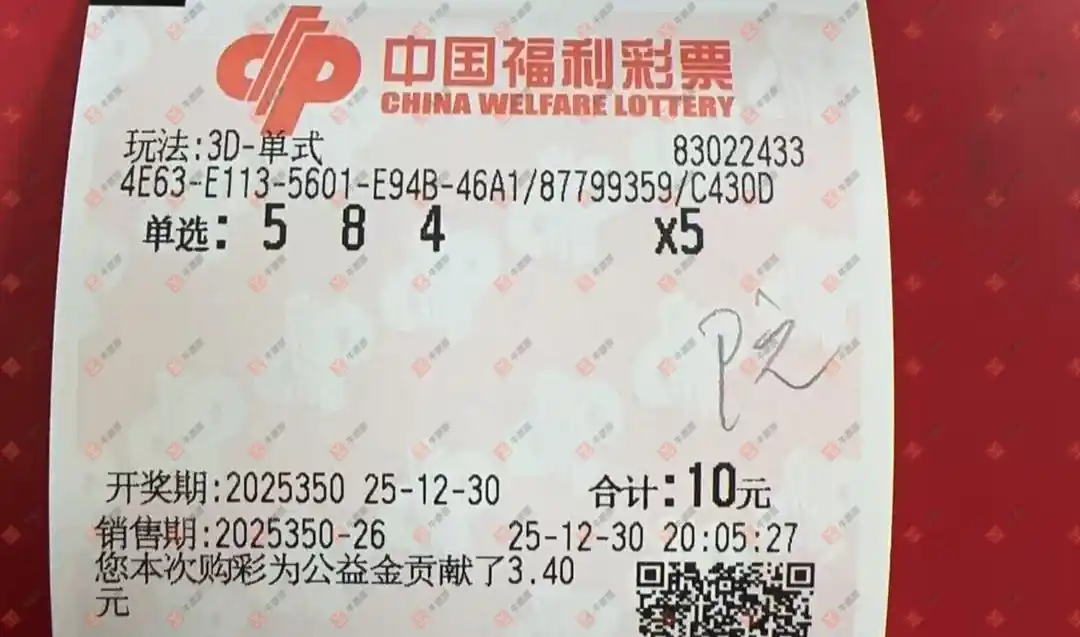 中国福利彩票
CHINA WELFARE LOTTERY
玩法:3D-单式 83022433
4E63-E113-5601-E94B-46A1/87799359/C430D
单选: 5 8 4 x5
院
开奖期:2025350 25-12-30 合计:10元
销售期:2025350-26 25-12-30 20:05:27
您本次购彩为公益金贡献了3.40
元